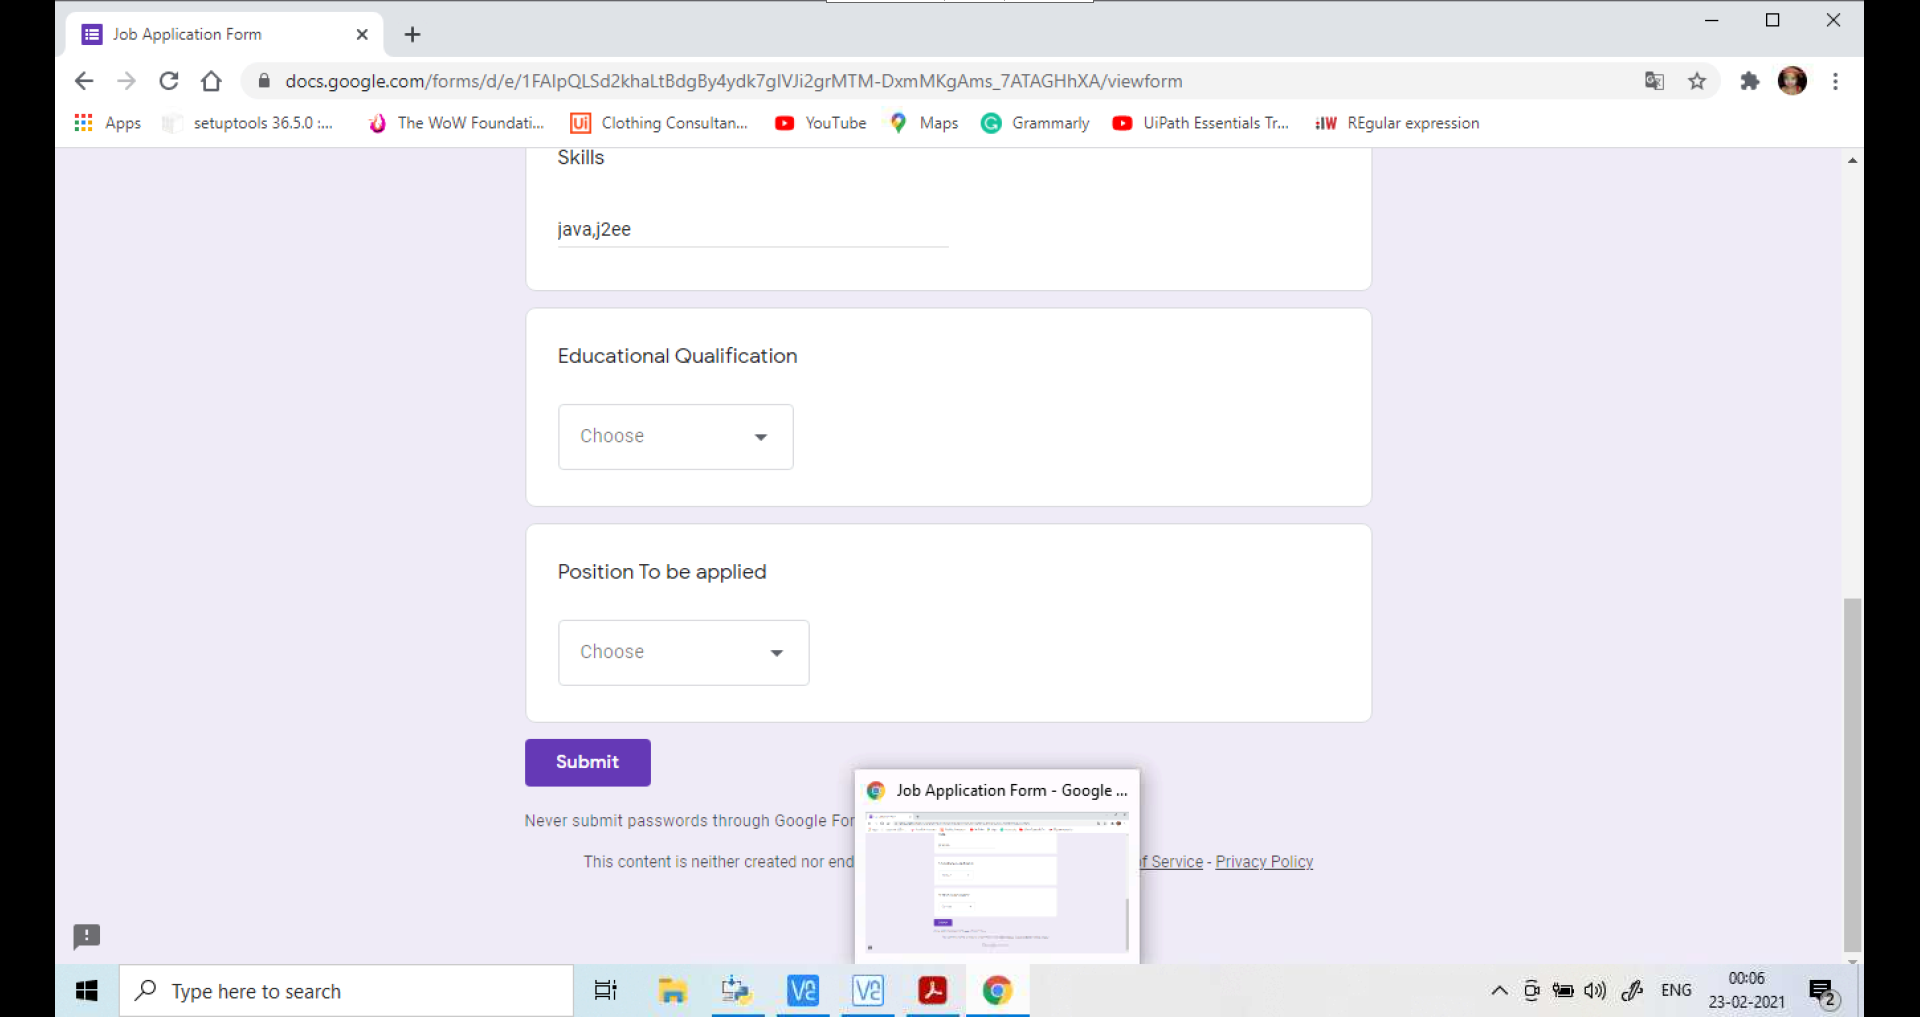 Job Application Form
docs.google.com/forms/d/e/1FAIpQLSd2khaLtBdgBy4ydk7gIVJi2grMTM-DxmMKgAms_7ATAGHhXA/viewform
Apps setuptools 36.5.0 :... The WoW Foundati... Ui Clothing Consultan... YouTube Maps Grammarly UiPath Essentials Tr... REgular expression
Skills
java,j2ee
Educational Qualification
Choose
Position To be applied
Choose
Submit
Job Application Form - Google ...
Never submit passwords through Google For
This content is neither created nor end of Service - Privacy Policy
Type here to search
ENG
00:06
23-02-2021
2